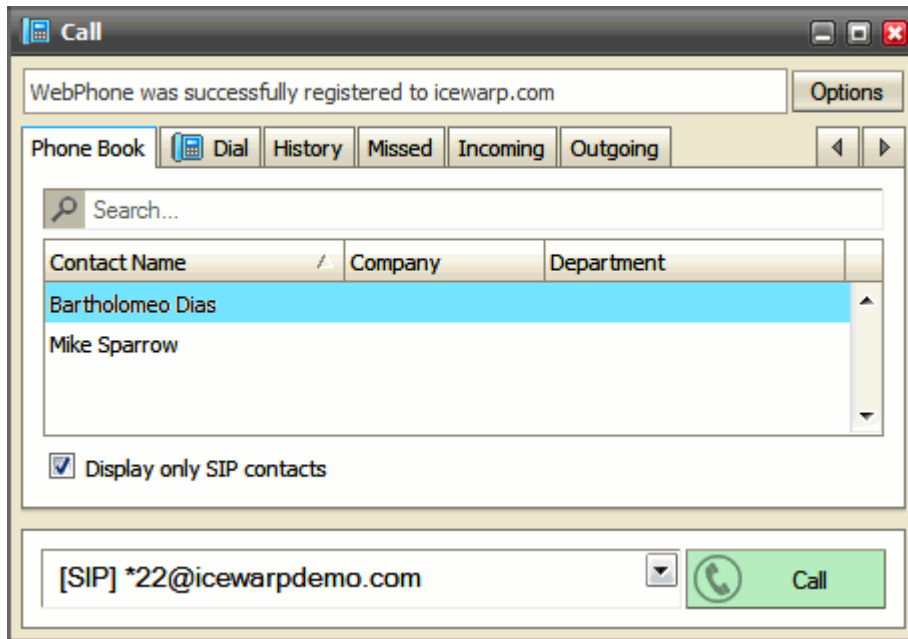 Call
WebPhone was successfully registered to icewarp.com Options
Phone Book Dial History Missed Incoming Outgoing
Search...
Contact Name Company Department
Bartholomeo Dias
Mike Sparrow
Display only SIP contacts
[SIP] *22@icewarpdemo.com Call